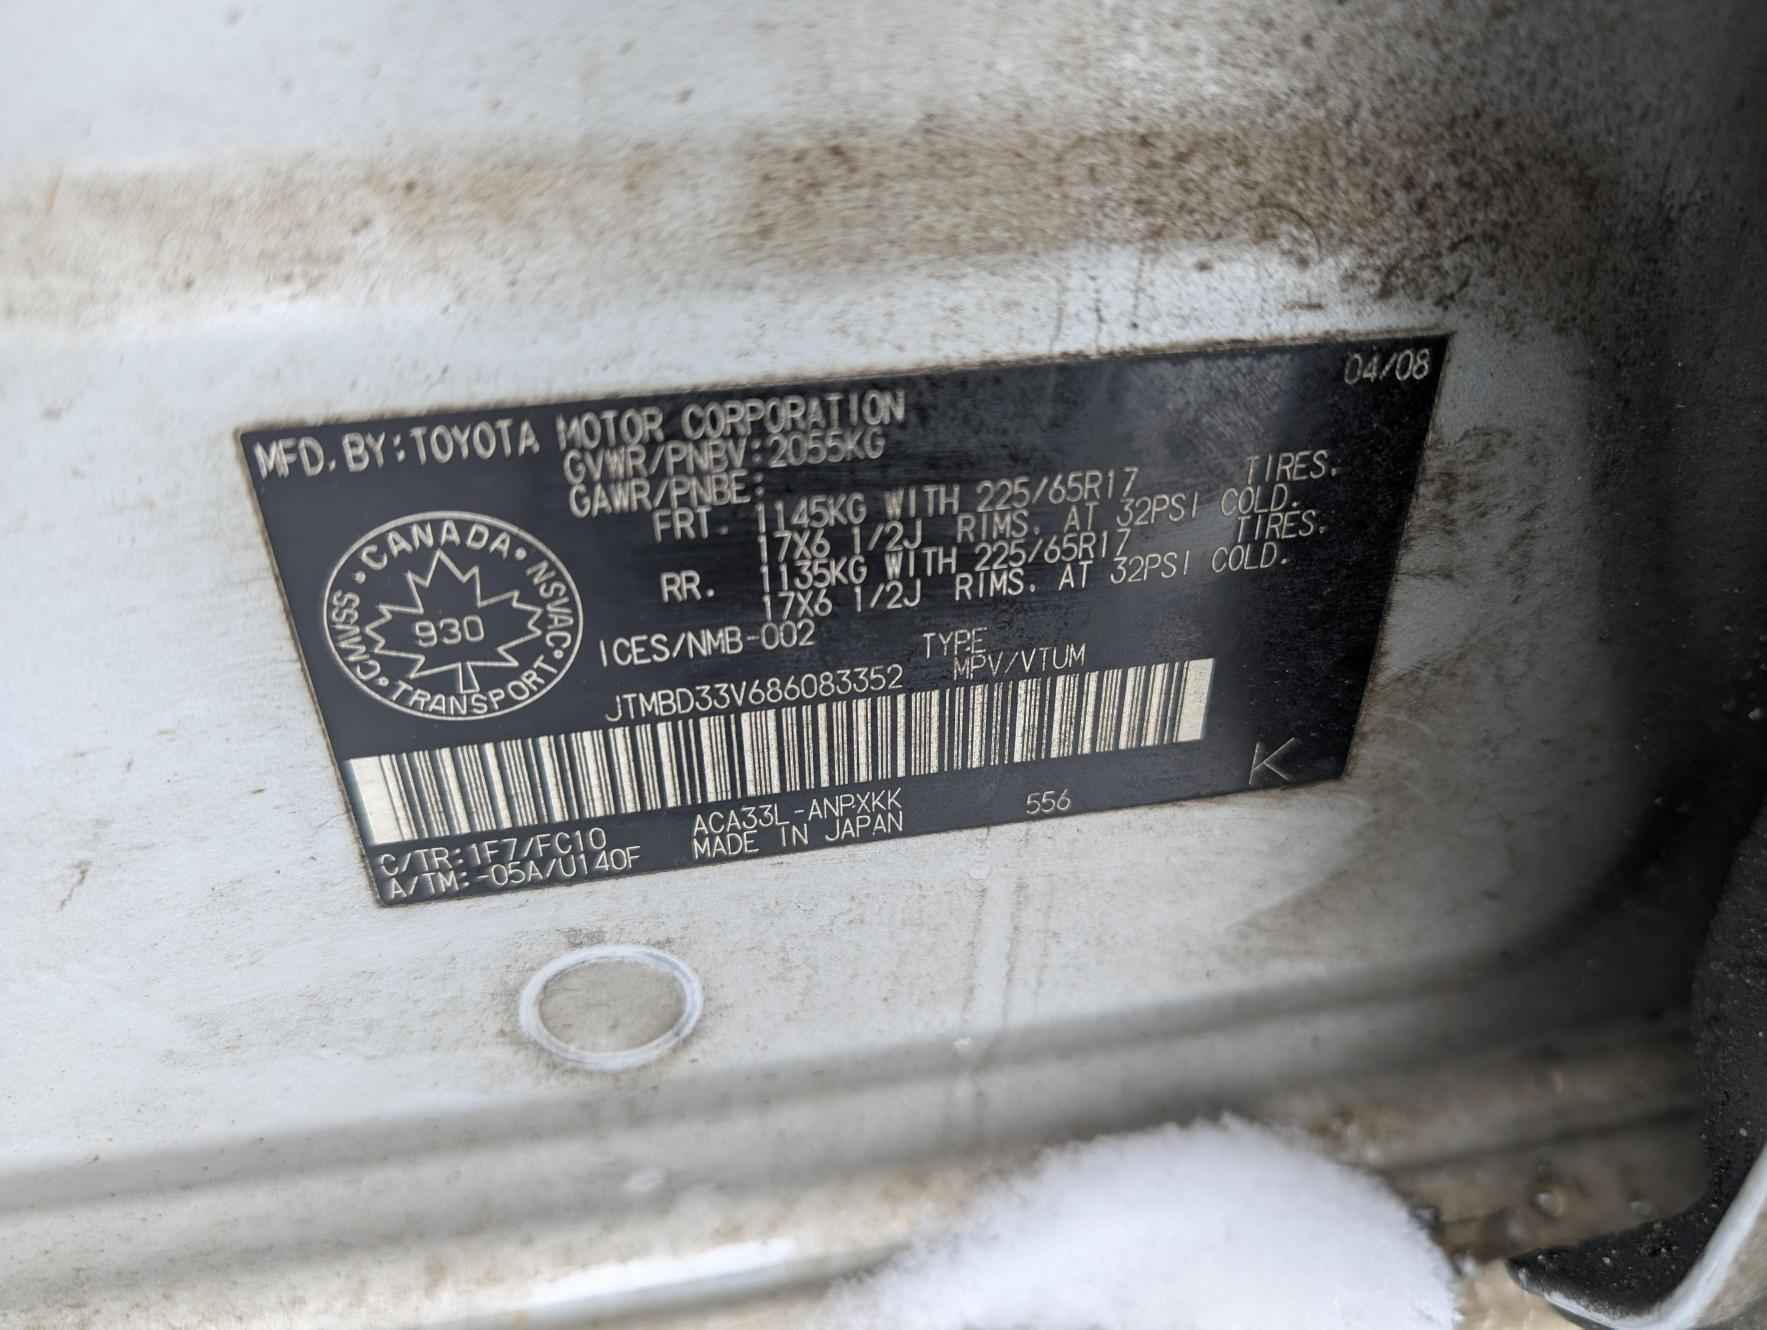 04/08
MFD. BY: TOYOTA MOTOR CORPORATION
GVWR/PNBV: 2055KG
GAWR/PNBE:
FRT. 1145KG WITH 225/65R17 TIRES.
17X6 1/2J RIMS. AT 32PSI COLD.
RR. 1135KG WITH 225/65R17 TIRES.
17X6 1/2J RIMS. AT 32PSI COLD.
CANADA • NSVAC • TRANSPORT • CMVSS •
930
ICES/NMB-002
TYPE
JTMBD33V686083352 MPV/VTUM
K
C/TR: 1F7/FC10 ACA33L-ANPXKK 556
A/TM: -05A/U140F MADE IN JAPAN